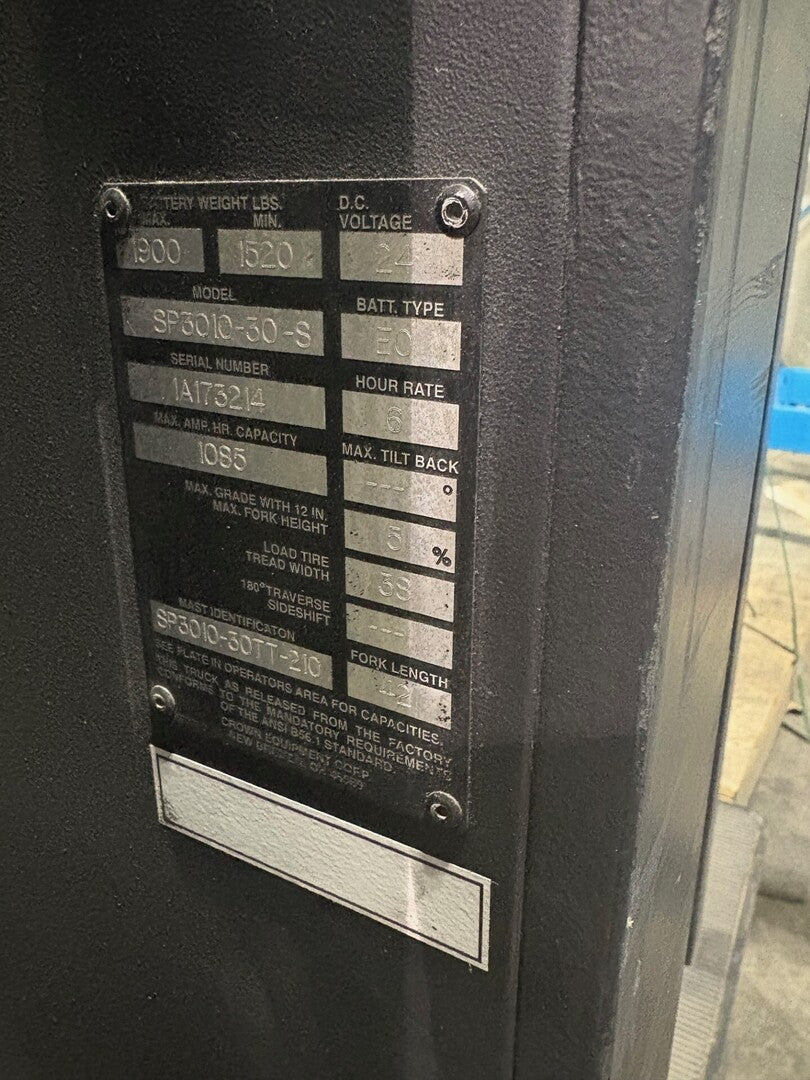 BATTERY WEIGHT LBS.
MAX. MIN.
D.C.
VOLTAGE
1900 1520 24
MODEL
BATT. TYPE
SP3010-30-S
EO
SERIAL NUMBER
HOUR RATE
1A173214
6
MAX. AMP. HR. CAPACITY
MAX. TILT BACK
1085
--- °
MAX. GRADE WITH 12 IN.
MAX. FORK HEIGHT
5 %
LOAD TIRE
TREAD WIDTH
38
180° TRAVERSE
SIDESHIFT
---
MAST IDENTIFICATON
FORK LENGTH
SP3010-30TT-210
42
SEE PLATE IN OPERATORS AREA FOR CAPACITIES.
THIS TRUCK AS RELEASED FROM THE FACTORY
CONFORMS TO THE MANDATORY REQUIREMENTS
OF THE ANSI B56.1 STANDARD.
CROWN EQUIPMENT CORP.
NEW